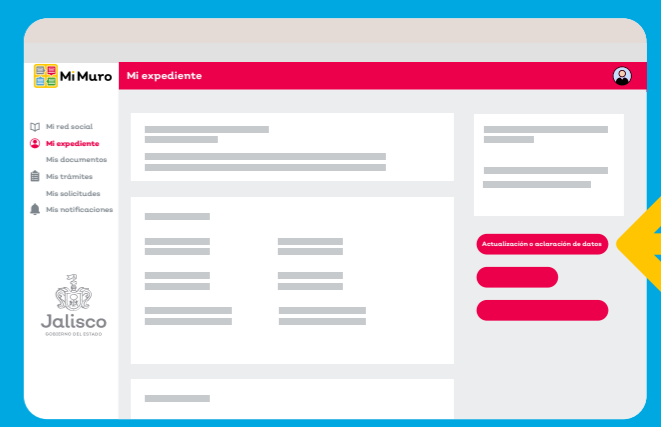 Mi Muro
Mi expediente
Mi red social
Mi expediente
Mis documentos
Mis trámites
Mis solicitudes
Mis notificaciones
Actualización o aclaración de datos
Jalisco
GOBIERNO DEL ESTADO